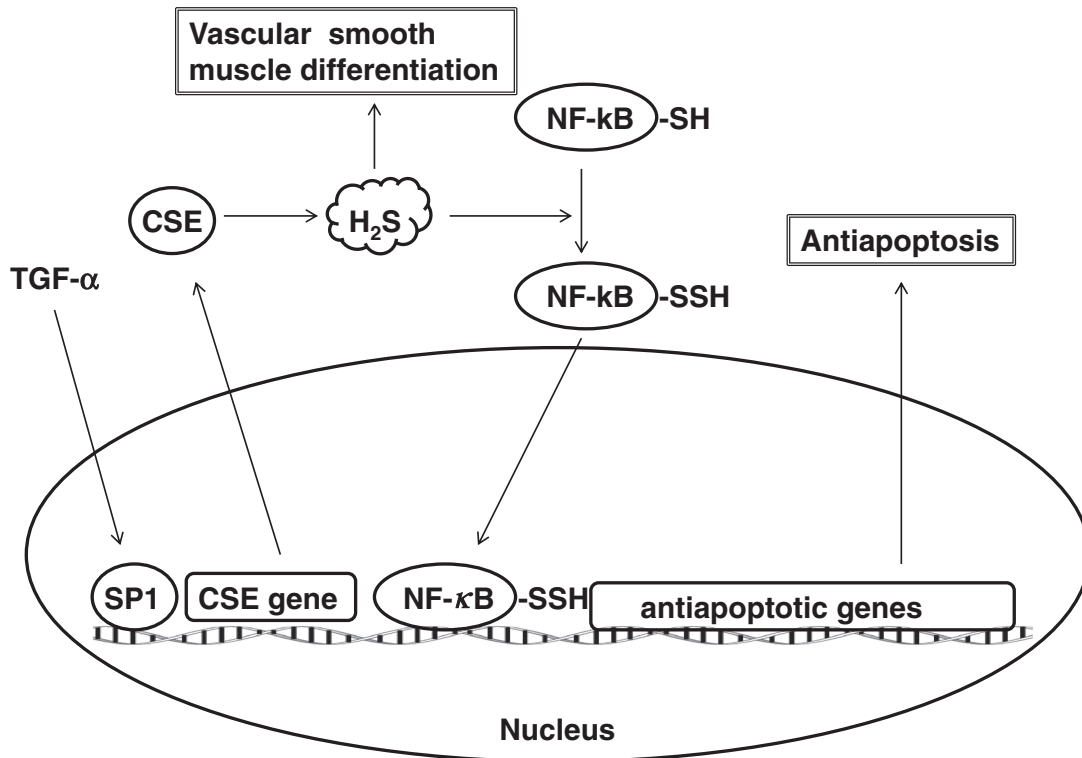 Vascular smooth
muscle differentiation
NF-kB -SH
CSE
H₂S
Antiapoptosis
TGF-α
NF-kB -SSH
SP1
CSE gene
NF-κB -SSH
antiapoptotic genes
Nucleus